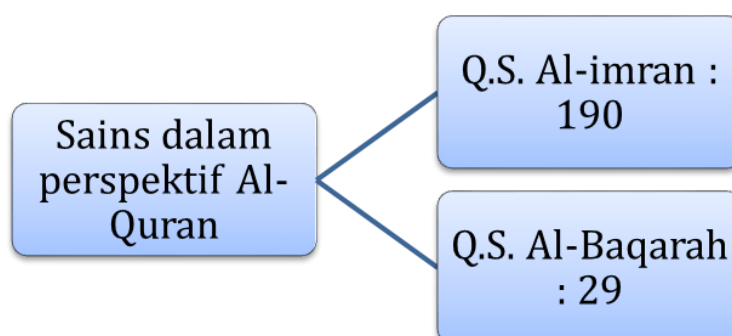 Sains dalam
perspektif Al-
Quran
Q.S. Al-imran :
190
Q.S. Al-Baqarah
: 29